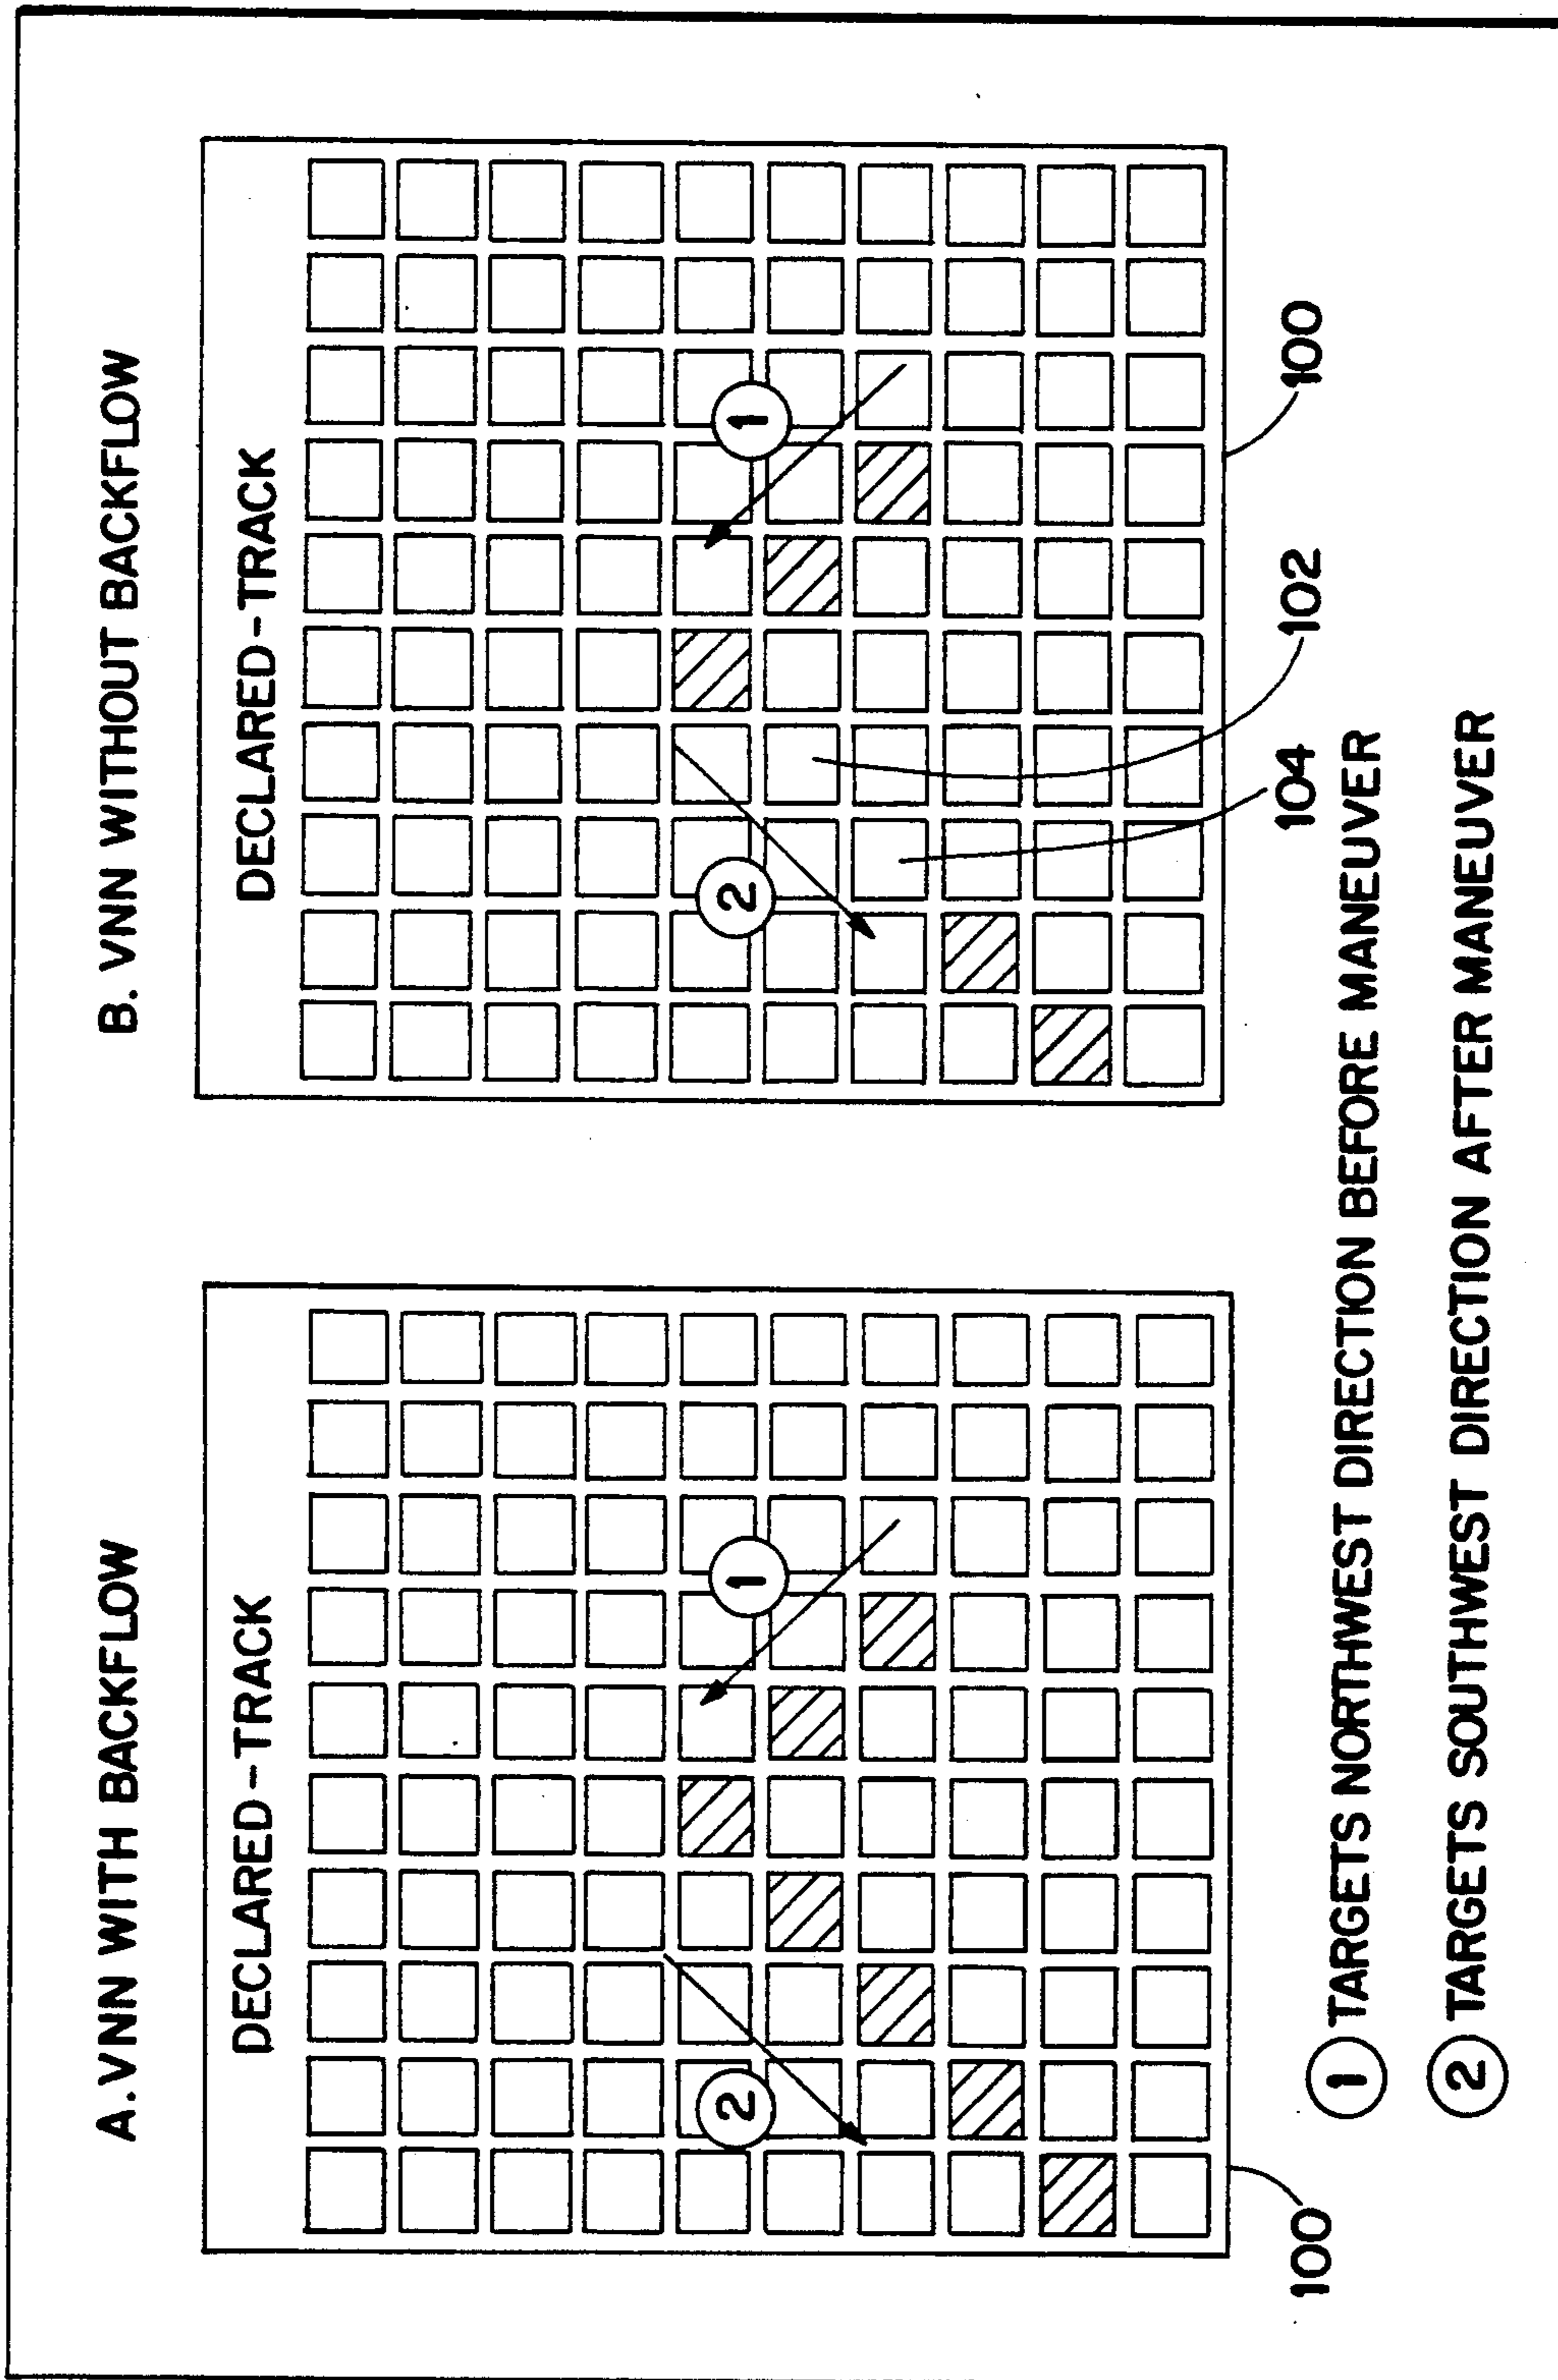 A. VNN WITH BACKFLOW
DECLARED-TRACK
1
2
100
B. VNN WITHOUT BACKFLOW
DECLARED-TRACK
1
2
104
102
100
1 TARGETS NORTHWEST DIRECTION BEFORE MANEUVER
2 TARGETS SOUTHWEST DIRECTION AFTER MANEUVER